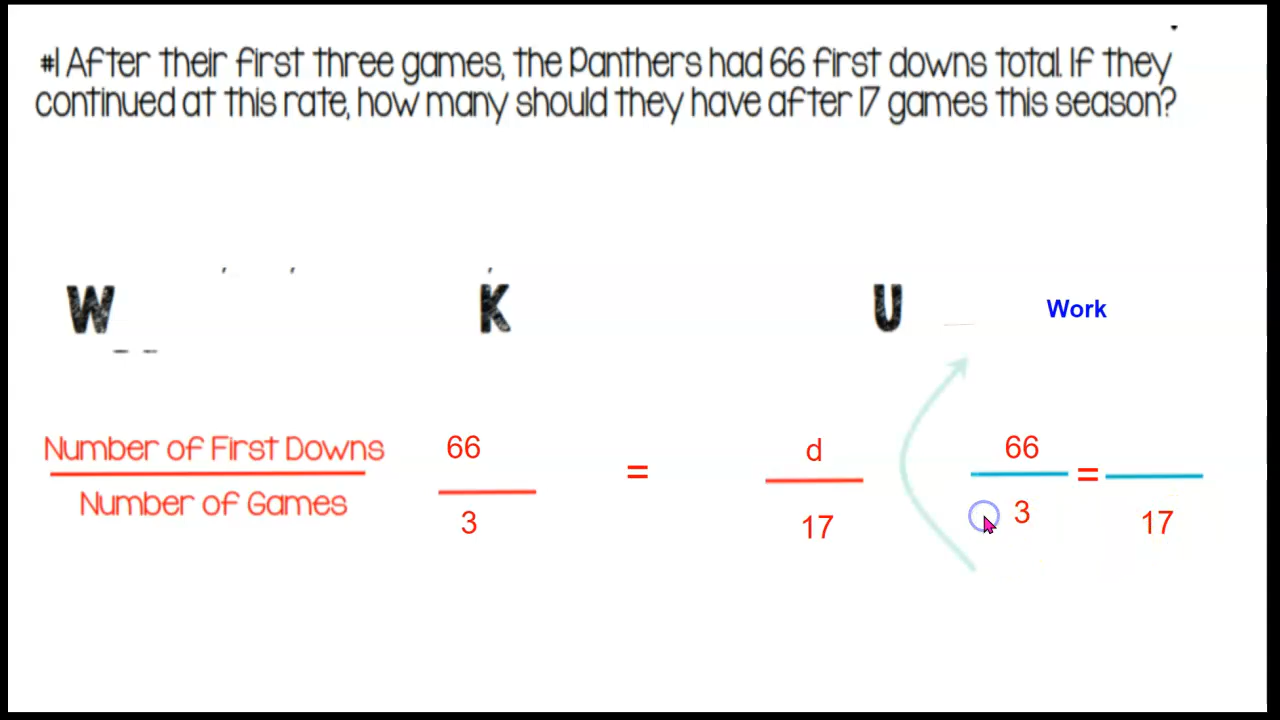 #1 After their first three games, the Panthers had 66 first downs total. If they
continued at this rate, how many should they have after 17 games this season?
W K U Work
Number of First Downs 66 = d 66 =
Number of Games 3 17 3 17